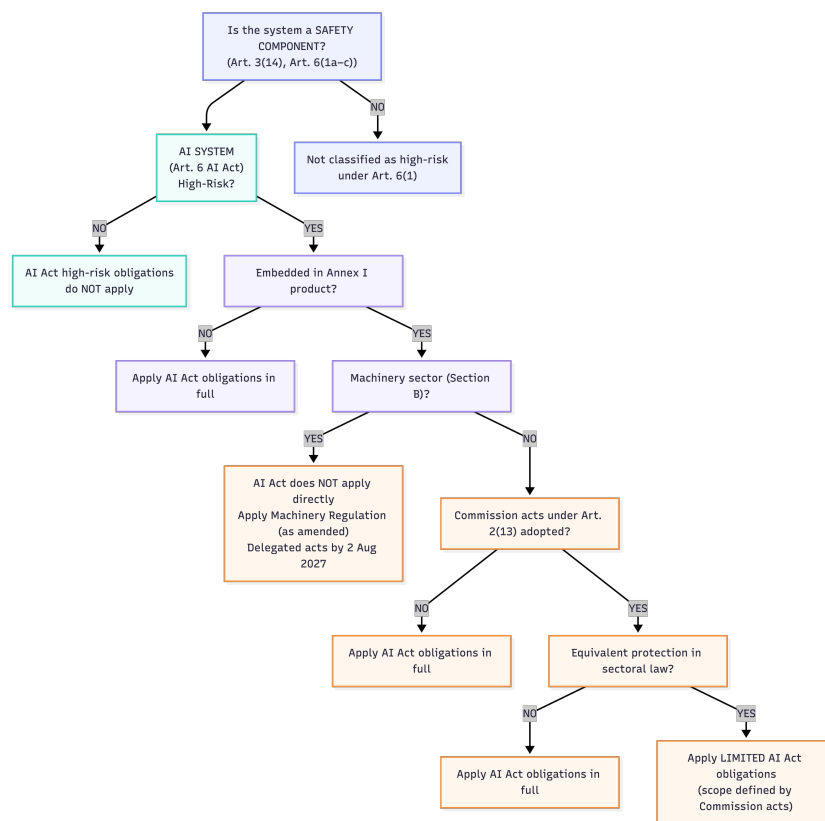 Is the system a SAFETY
COMPONENT?
(Art. 3(14), Art. 6(1a–c))
NO
AI SYSTEM
(Art. 6 AI Act)
High-Risk?
Not classified as high-risk
under Art. 6(1)
NO
YES
AI Act high-risk obligations
do NOT apply
Embedded in Annex I
product?
NO
YES
Apply AI Act obligations in
full
Machinery sector (Section
B)?
YES
NO
AI Act does NOT apply
directly
Apply Machinery Regulation
(as amended)
Delegated acts by 2 Aug
2027
Commission acts under Art.
2(13) adopted?
NO
YES
Apply AI Act obligations in
full
Equivalent protection in
sectoral law?
NO
YES
Apply AI Act obligations in
full
Apply LIMITED AI Act
obligations
(scope defined by
Commission acts)